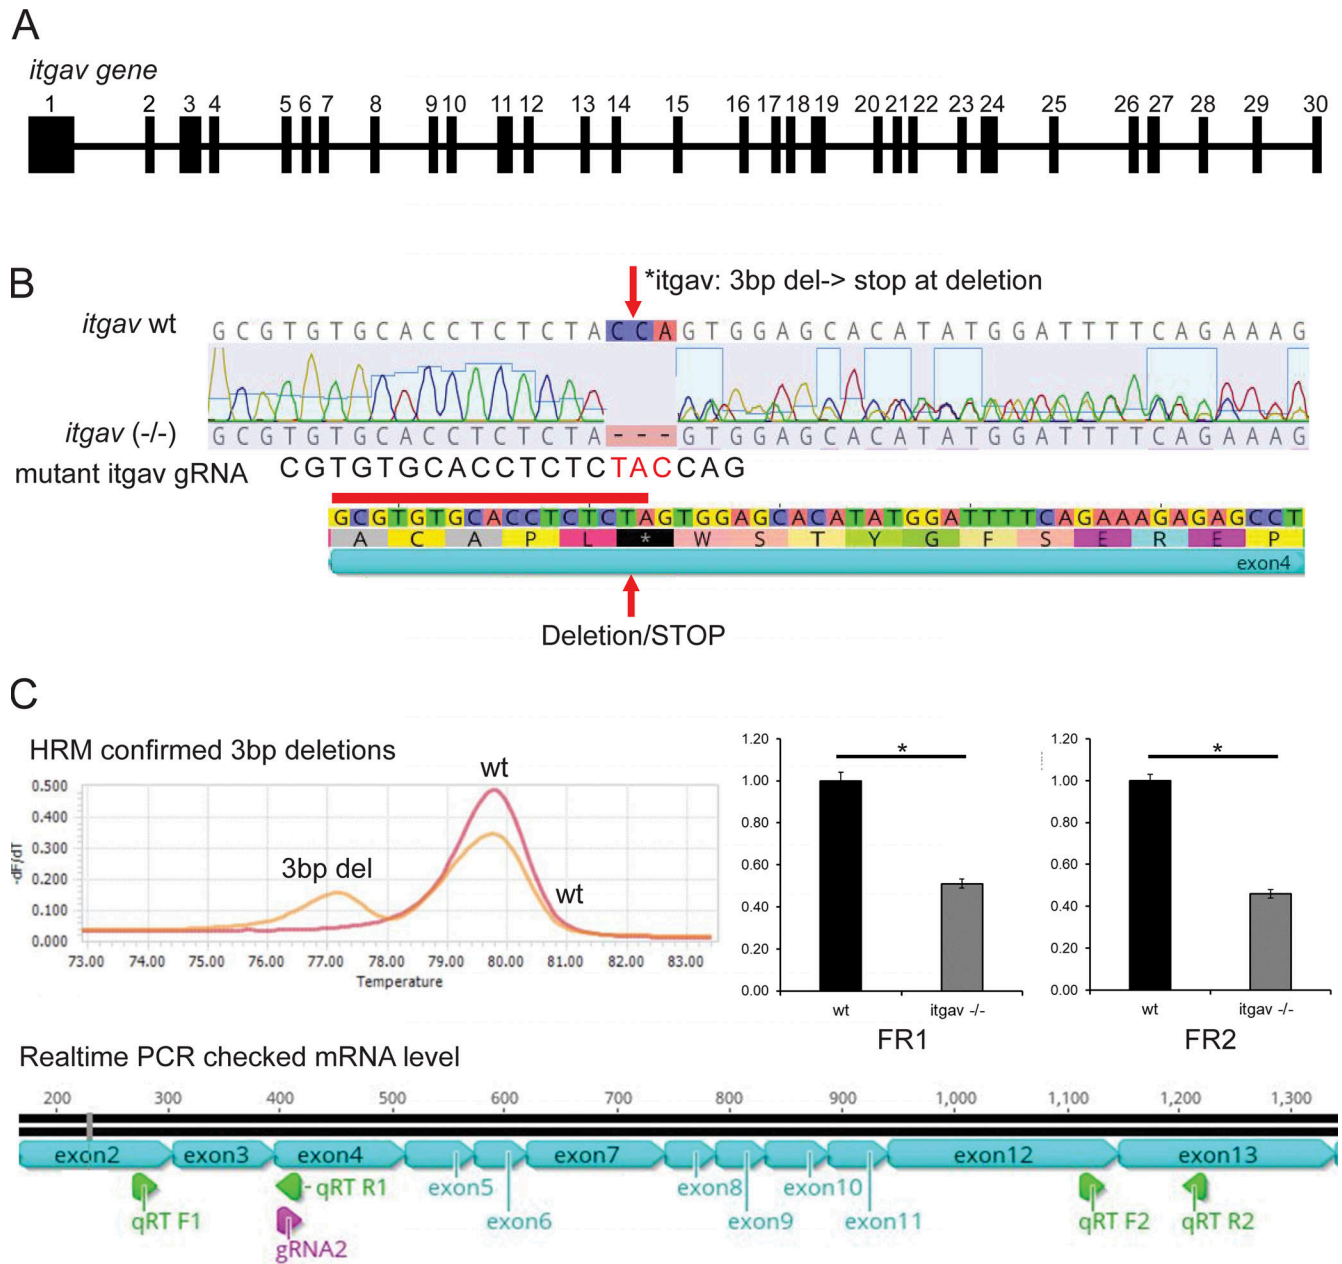 A
itgav gene
1 2 3 4 5 6 7 8 9 10 11 12 13 14 15 16 17 18 19 20 21 22 23 24 25 26 27 28 29 30
B
*itgav: 3bp del-> stop at deletion
itgav wt
G C G T G T G C A C C T C T C T A C C A G T G G A G C A C A T A T G G A T T T T C A G A A A G
itgav (-/-)
G C G T G T G C A C C T C T C T A - - - G T G G A G C A C A T A T G G A T T T T C A G A A A G
mutant itgav gRNA
CGTGTGCACCTCTCTACCAG
GCGTGTGCACCTCTCTAGTGGAGCACATATGGATTTTCAGAAAGAGAGCCT
A C A P L * W S T Y G F S E R E P
exon4
Deletion/STOP
C
HRM confirmed 3bp deletions
wt
3bp del
wt
0.500
0.400
0.300
0.200
0.100
0.000
-dF/dT
73.00 74.00 75.00 76.00 77.00 78.00 79.00 80.00 81.00 82.00 83.00
Temperature
*
1.20
1.00
0.80
0.60
0.40
0.20
0.00
wt itgav -/-
FR1
*
1.20
1.00
0.80
0.60
0.40
0.20
0.00
wt itgav -/-
FR2
Realtime PCR checked mRNA level
200 300 400 500 600 700 800 900 1,000 1,100 1,200 1,300
exon2 exon3 exon4 exon7 exon12 exon13
qRT R1 exon5 exon8 exon10
qRT F1 exon6 exon9 exon11 qRT F2 qRT R2
gRNA2